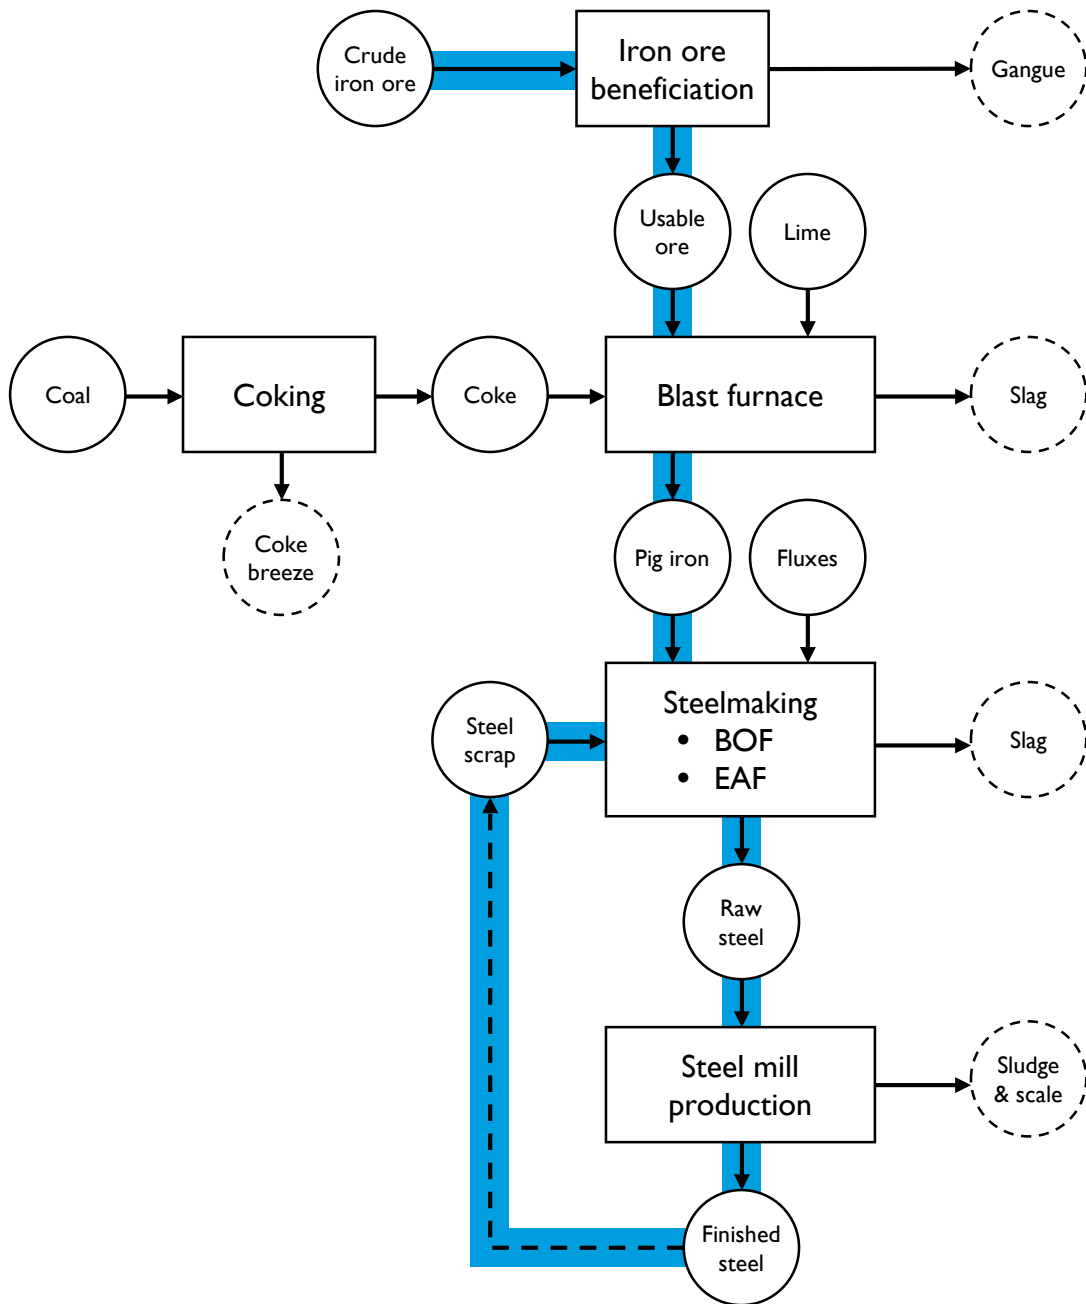 Crude
iron ore
Iron ore
beneficiation
Gangue
Usable
ore
Lime
Coal
Coking
Coke
Blast furnace
Slag
Coke
breeze
Pig iron
Fluxes
Steel
scrap
Steelmaking
• BOF
• EAF
Slag
Raw
steel
Steel mill
production
Sludge
& scale
Finished
steel